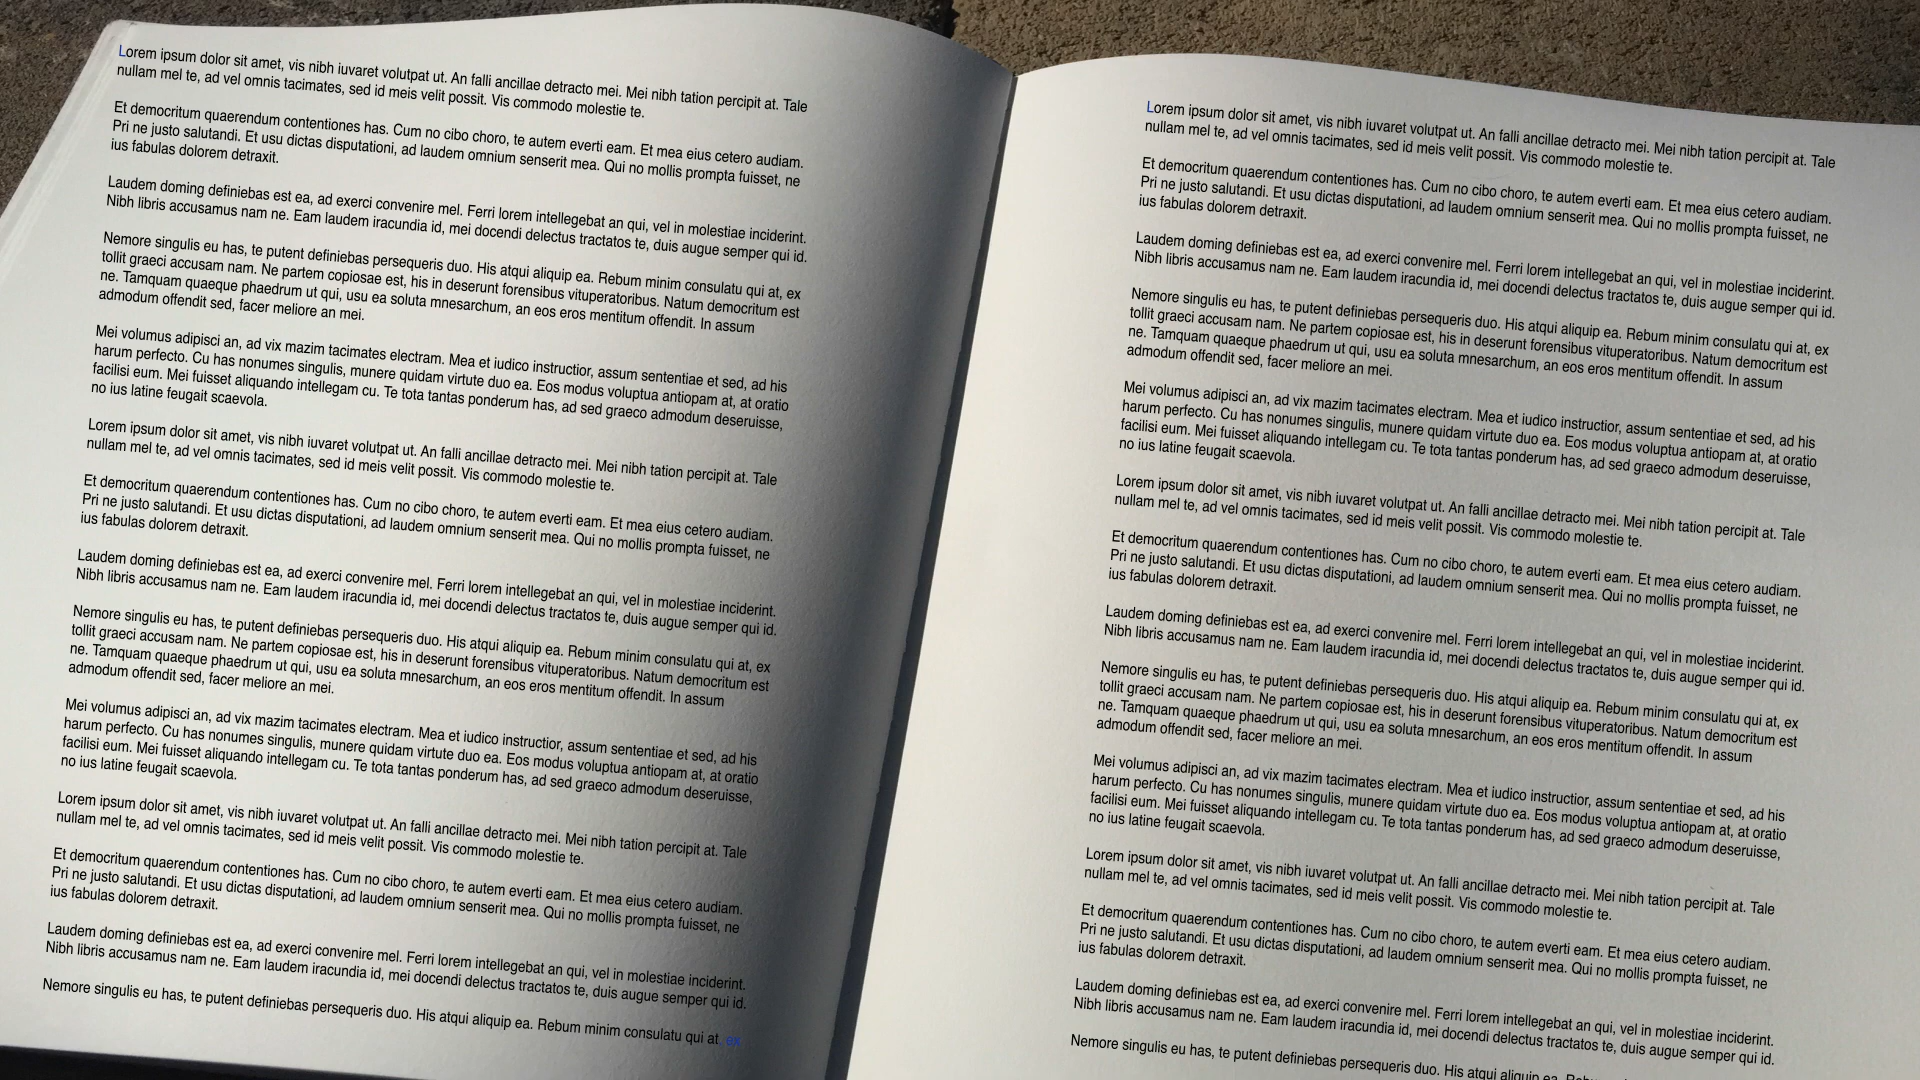 Lorem ipsum dolor sit amet, vis nibh iuvaret volutpat ut. An falli ancillae detracto mei. Mei nibh tation percipit at. Tale
nullam mel te, ad vel omnis tacimates, sed id meis velit possit. Vis commodo molestie te.
Et democritum quaerendum contentiones has. Cum no cibo choro, te autem everti eam. Et mea eius cetero audiam.
Pri ne justo salutandi. Et usu dictas disputationi, ad laudem omnium senserit mea. Qui no mollis prompta fuisset, ne
ius fabulas dolorem detraxit.
Laudem doming definiebas est ea, ad exerci convenire mel. Ferri lorem intellegebat an qui, vel in molestiae inciderint.
Nibh libris accusamus nam ne. Eam laudem iracundia id, mei docendi delectus tractatos te, duis augue semper qui id.
Nemore singulis eu has, te putent definiebas persequeris duo. His atqui aliquip ea. Rebum minim consulatu qui at, ex
tollit graeci accusam nam. Ne partem copiosae est, his in deserunt forensibus vituperatoribus. Natum democritum est
ne. Tamquam quaeque phaedrum ut qui, usu ea soluta mnesarchum, an eos eros mentitum offendit. In assum
admodum offendit sed, facer meliore an mei.
Mei volumus adipisci an, ad vix mazim tacimates electram. Mea et iudico instructior, assum sententiae et sed, ad his
harum perfecto. Cu has nonumes singulis, munere quidam virtute duo ea. Eos modus voluptua antiopam at, at oratio
facilisi eum. Mei fuisset aliquando intellegam cu. Te tota tantas ponderum has, ad sed graeco admodum deseruisse,
no ius latine feugait scaevola.
Lorem ipsum dolor sit amet, vis nibh iuvaret volutpat ut. An falli ancillae detracto mei. Mei nibh tation percipit at. Tale
nullam mel te, ad vel omnis tacimates, sed id meis velit possit. Vis commodo molestie te.
Et democritum quaerendum contentiones has. Cum no cibo choro, te autem everti eam. Et mea eius cetero audiam.
Pri ne justo salutandi. Et usu dictas disputationi, ad laudem omnium senserit mea. Qui no mollis prompta fuisset, ne
ius fabulas dolorem detraxit.
Laudem doming definiebas est ea, ad exerci convenire mel. Ferri lorem intellegebat an qui, vel in molestiae inciderint.
Nibh libris accusamus nam ne. Eam laudem iracundia id, mei docendi delectus tractatos te, duis augue semper qui id.
Nemore singulis eu has, te putent definiebas persequeris duo. His atqui aliquip ea. Rebum minim consulatu qui at, ex
tollit graeci accusam nam. Ne partem copiosae est, his in deserunt forensibus vituperatoribus. Natum democritum est
ne. Tamquam quaeque phaedrum ut qui, usu ea soluta mnesarchum, an eos eros mentitum offendit. In assum
admodum offendit sed, facer meliore an mei.
Mei volumus adipisci an, ad vix mazim tacimates electram. Mea et iudico instructior, assum sententiae et sed, ad his
harum perfecto. Cu has nonumes singulis, munere quidam virtute duo ea. Eos modus voluptua antiopam at, at oratio
facilisi eum. Mei fuisset aliquando intellegam cu. Te tota tantas ponderum has, ad sed graeco admodum deseruisse,
no ius latine feugait scaevola.
Lorem ipsum dolor sit amet, vis nibh iuvaret volutpat ut. An falli ancillae detracto mei. Mei nibh tation percipit at. Tale
nullam mel te, ad vel omnis tacimates, sed id meis velit possit. Vis commodo molestie te.
Et democritum quaerendum contentiones has. Cum no cibo choro, te autem everti eam. Et mea eius cetero audiam.
Pri ne justo salutandi. Et usu dictas disputationi, ad laudem omnium senserit mea. Qui no mollis prompta fuisset, ne
ius fabulas dolorem detraxit.
Laudem doming definiebas est ea, ad exerci convenire mel. Ferri lorem intellegebat an qui, vel in molestiae inciderint.
Nibh libris accusamus nam ne. Eam laudem iracundia id, mei docendi delectus tractatos te, duis augue semper qui id.
Nemore singulis eu has, te putent definiebas persequeris duo. His atqui aliquip ea. Rebum minim consulatu qui at, ex
Lorem ipsum dolor sit amet, vis nibh iuvaret volutpat ut. An falli ancillae detracto mei. Mei nibh tation percipit at. Tale
nullam mel te, ad vel omnis tacimates, sed id meis velit possit. Vis commodo molestie te.
Et democritum quaerendum contentiones has. Cum no cibo choro, te autem everti eam. Et mea eius cetero audiam.
Pri ne justo salutandi. Et usu dictas disputationi, ad laudem omnium senserit mea. Qui no mollis prompta fuisset, ne
ius fabulas dolorem detraxit.
Laudem doming definiebas est ea, ad exerci convenire mel. Ferri lorem intellegebat an qui, vel in molestiae inciderint.
Nibh libris accusamus nam ne. Eam laudem iracundia id, mei docendi delectus tractatos te, duis augue semper qui id.
Nemore singulis eu has, te putent definiebas persequeris duo. His atqui aliquip ea. Rebum minim consulatu qui at, ex
tollit graeci accusam nam. Ne partem copiosae est, his in deserunt forensibus vituperatoribus. Natum democritum est
ne. Tamquam quaeque phaedrum ut qui, usu ea soluta mnesarchum, an eos eros mentitum offendit. In assum
admodum offendit sed, facer meliore an mei.
Mei volumus adipisci an, ad vix mazim tacimates electram. Mea et iudico instructior, assum sententiae et sed, ad his
harum perfecto. Cu has nonumes singulis, munere quidam virtute duo ea. Eos modus voluptua antiopam at, at oratio
facilisi eum. Mei fuisset aliquando intellegam cu. Te tota tantas ponderum has, ad sed graeco admodum deseruisse,
no ius latine feugait scaevola.
Lorem ipsum dolor sit amet, vis nibh iuvaret volutpat ut. An falli ancillae detracto mei. Mei nibh tation percipit at. Tale
nullam mel te, ad vel omnis tacimates, sed id meis velit possit. Vis commodo molestie te.
Et democritum quaerendum contentiones has. Cum no cibo choro, te autem everti eam. Et mea eius cetero audiam.
Pri ne justo salutandi. Et usu dictas disputationi, ad laudem omnium senserit mea. Qui no mollis prompta fuisset, ne
ius fabulas dolorem detraxit.
Laudem doming definiebas est ea, ad exerci convenire mel. Ferri lorem intellegebat an qui, vel in molestiae inciderint.
Nibh libris accusamus nam ne. Eam laudem iracundia id, mei docendi delectus tractatos te, duis augue semper qui id.
Nemore singulis eu has, te putent definiebas persequeris duo. His atqui aliquip ea. Rebum minim consulatu qui at, ex
tollit graeci accusam nam. Ne partem copiosae est, his in deserunt forensibus vituperatoribus. Natum democritum est
ne. Tamquam quaeque phaedrum ut qui, usu ea soluta mnesarchum, an eos eros mentitum offendit. In assum
admodum offendit sed, facer meliore an mei.
Mei volumus adipisci an, ad vix mazim tacimates electram. Mea et iudico instructior, assum sententiae et sed, ad his
harum perfecto. Cu has nonumes singulis, munere quidam virtute duo ea. Eos modus voluptua antiopam at, at oratio
facilisi eum. Mei fuisset aliquando intellegam cu. Te tota tantas ponderum has, ad sed graeco admodum deseruisse,
no ius latine feugait scaevola.
Lorem ipsum dolor sit amet, vis nibh iuvaret volutpat ut. An falli ancillae detracto mei. Mei nibh tation percipit at. Tale
nullam mel te, ad vel omnis tacimates, sed id meis velit possit. Vis commodo molestie te.
Et democritum quaerendum contentiones has. Cum no cibo choro, te autem everti eam. Et mea eius cetero audiam.
Pri ne justo salutandi. Et usu dictas disputationi, ad laudem omnium senserit mea. Qui no mollis prompta fuisset, ne
ius fabulas dolorem detraxit.
Laudem doming definiebas est ea, ad exerci convenire mel. Ferri lorem intellegebat an qui, vel in molestiae inciderint.
Nibh libris accusamus nam ne. Eam laudem iracundia id, mei docendi delectus tractatos te, duis augue semper qui id.
Nemore singulis eu has, te putent definiebas persequeris duo. His atqui aliquip ea.